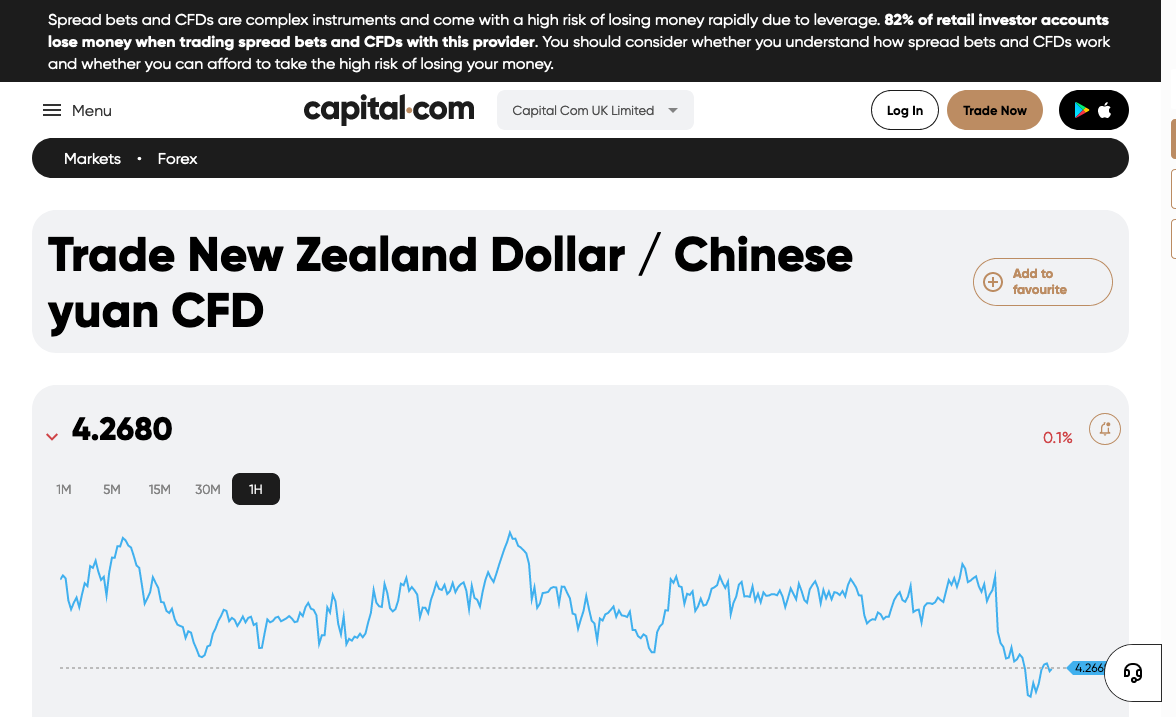 Spread bets and CFDs are complex instruments and come with a high risk of losing money rapidly due to leverage. 82% of retail investor accounts
lose money when trading spread bets and CFDs with this provider. You should consider whether you understand how spread bets and CFDs work
and whether you can afford to take the high risk of losing your money.
Menu
capital.com
Capital Com UK Limited
Log In
Trade Now
Markets • Forex
Trade New Zealand Dollar / Chinese
yuan CFD
Add to
favourite
4.2680
0.1%
1M 5M 15M 30M 1H
4.266